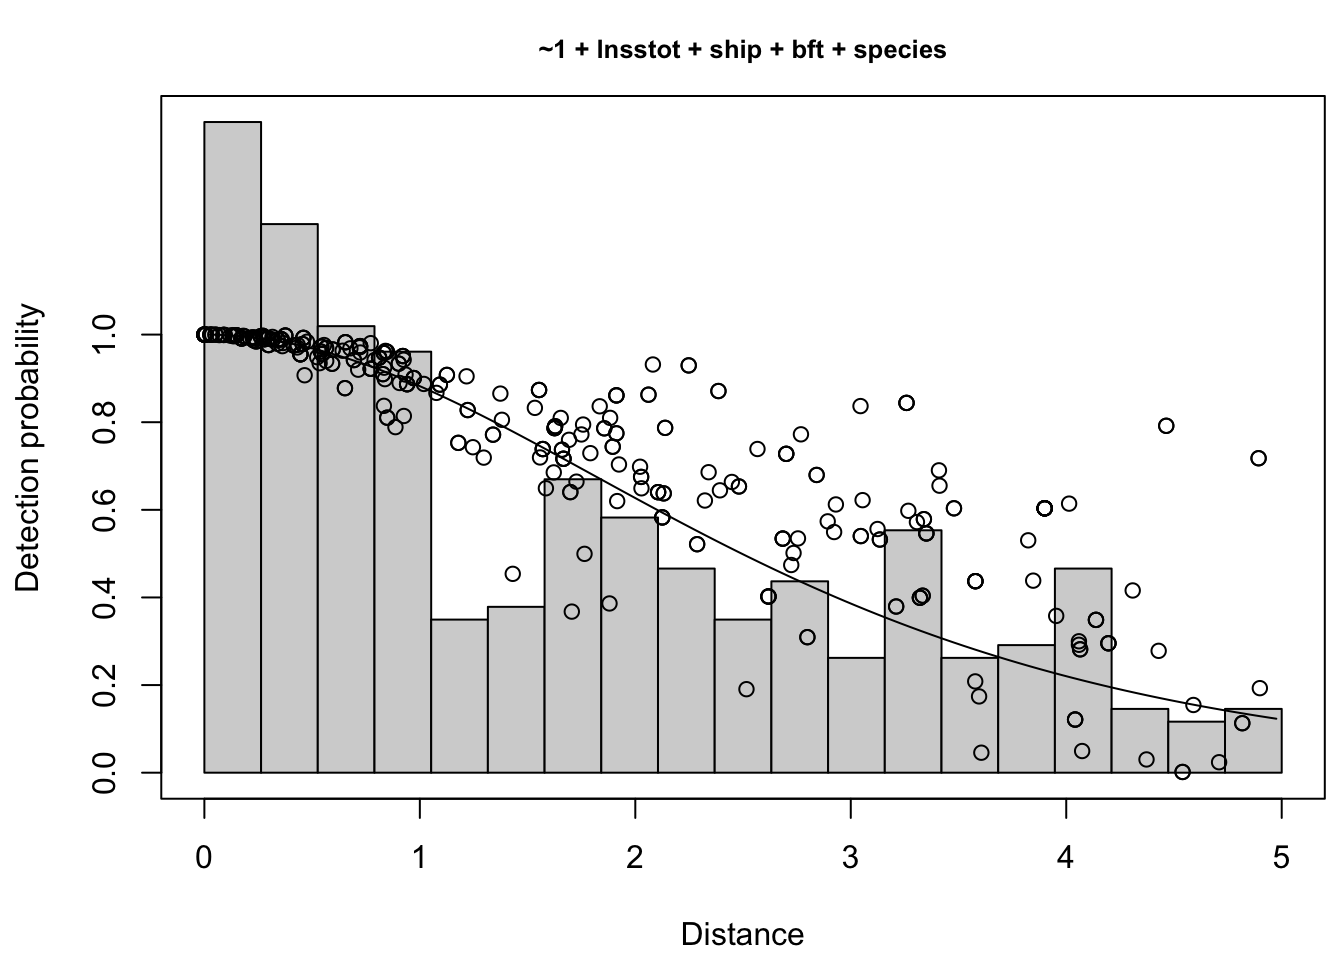 ~1 + lnsstot + ship + bft + species
Detection probability
1.0
0.8
0.6
0.4
0.2
0.0
0 1 2 3 4 5
Distance